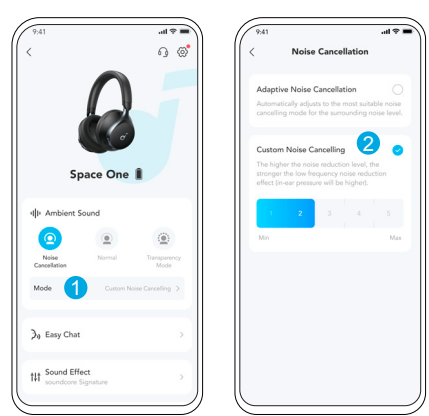 9:41
Space One
Ambient Sound
Noise
Cancellation
Normal
Transparency
Mode
Mode
1
Custom Noise Cancelling
Easy Chat
Sound Effect
soundcore Signature
9:41
Noise Cancellation
Adaptive Noise Cancellation
Automatically adjusts to the most suitable noise
cancelling mode for the surrounding noise level.
Custom Noise Cancelling
2
The higher the noise reduction level, the
stronger the low frequency noise reduction
effect (in-ear pressure will be higher).
1 2 3 4 5
Min Max